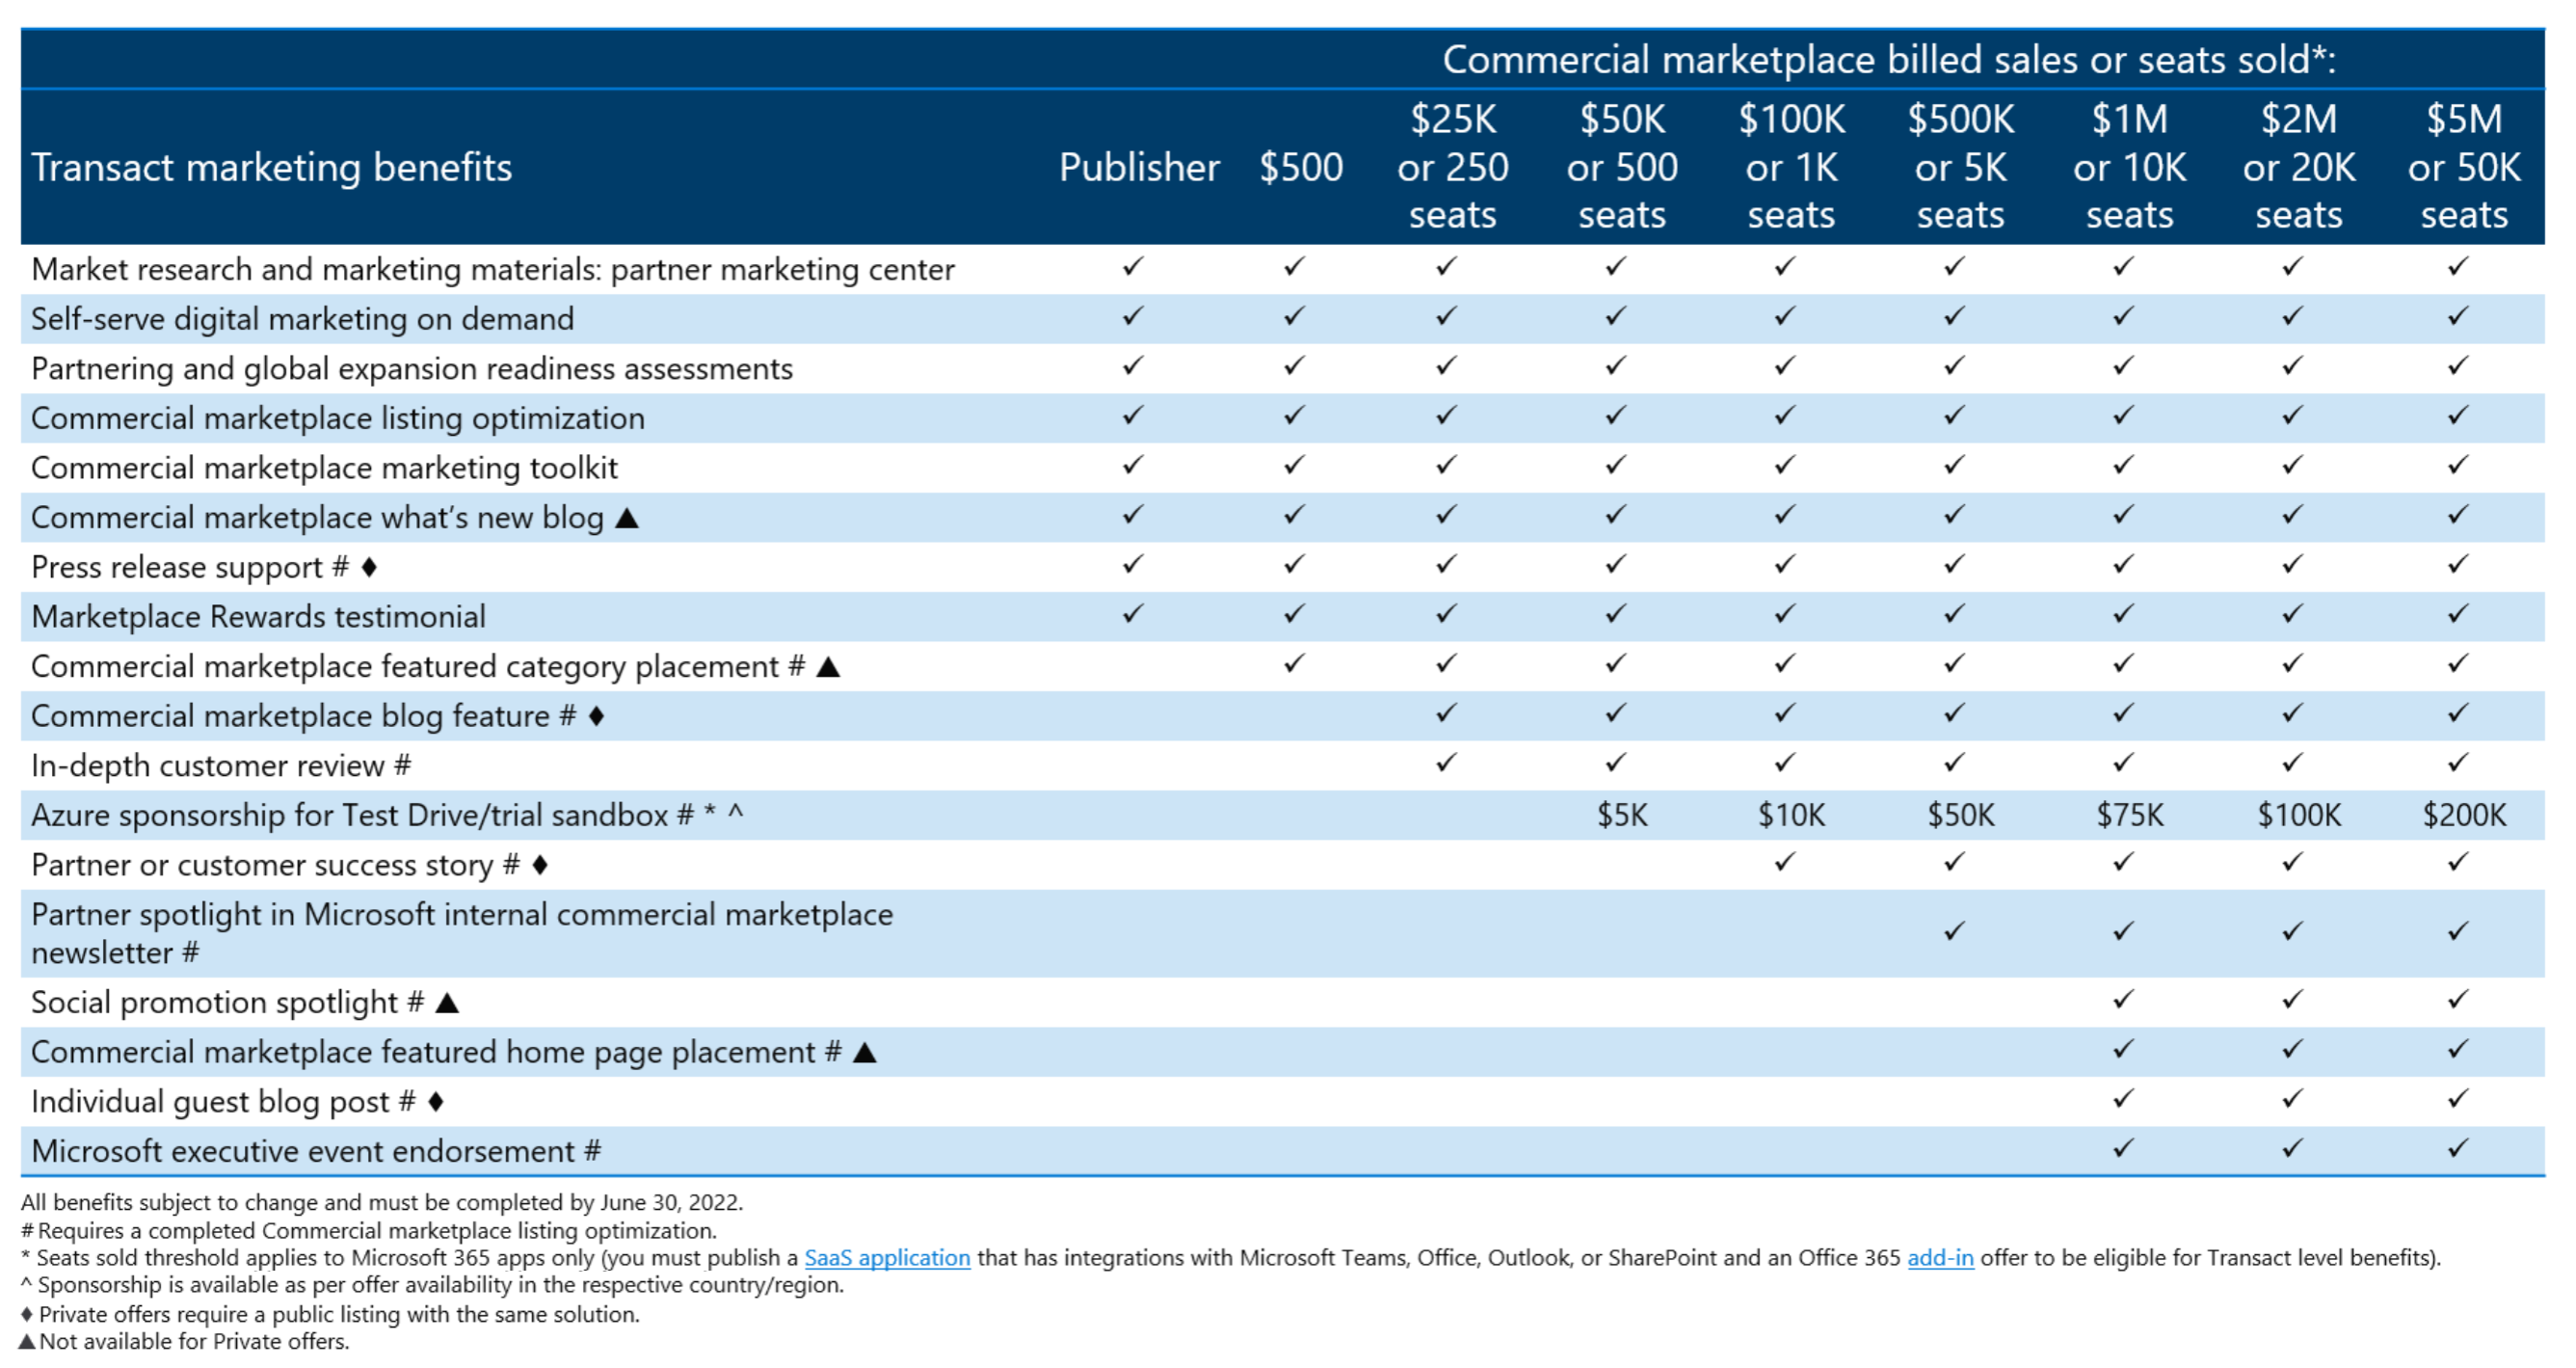 Commercial marketplace billed sales or seats sold*:
Transact marketing benefits Publisher $500 $25K or 250 seats $50K or 500 seats $100K or 1K seats $500K or 5K seats $1M or 10K seats $2M or 20K seats $5M or 50K seats
Market research and marketing materials: partner marketing center ✓ ✓ ✓ ✓ ✓ ✓ ✓ ✓ ✓
Self-serve digital marketing on demand ✓ ✓ ✓ ✓ ✓ ✓ ✓ ✓ ✓
Partnering and global expansion readiness assessments ✓ ✓ ✓ ✓ ✓ ✓ ✓ ✓ ✓
Commercial marketplace listing optimization ✓ ✓ ✓ ✓ ✓ ✓ ✓ ✓ ✓
Commercial marketplace marketing toolkit ✓ ✓ ✓ ✓ ✓ ✓ ✓ ✓ ✓
Commercial marketplace what's new blog ▲ ✓ ✓ ✓ ✓ ✓ ✓ ✓ ✓ ✓
Press release support # ♦ ✓ ✓ ✓ ✓ ✓ ✓ ✓ ✓ ✓
Marketplace Rewards testimonial ✓ ✓ ✓ ✓ ✓ ✓ ✓ ✓ ✓
Commercial marketplace featured category placement # ▲ ✓ ✓ ✓ ✓ ✓ ✓ ✓ ✓
Commercial marketplace blog feature # ♦ ✓ ✓ ✓ ✓ ✓ ✓ ✓
In-depth customer review # ✓ ✓ ✓ ✓ ✓ ✓ ✓
Azure sponsorship for Test Drive/trial sandbox # * ^ $5K $10K $50K $75K $100K $200K
Partner or customer success story # ♦ ✓ ✓ ✓ ✓ ✓
Partner spotlight in Microsoft internal commercial marketplace
newsletter # ✓ ✓ ✓ ✓
Social promotion spotlight # ▲ ✓ ✓ ✓
Commercial marketplace featured home page placement # ▲ ✓ ✓ ✓
Individual guest blog post # ♦ ✓ ✓ ✓
Microsoft executive event endorsement # ✓ ✓ ✓
All benefits subject to change and must be completed by June 30, 2022.
# Requires a completed Commercial marketplace listing optimization.
* Seats sold threshold applies to Microsoft 365 apps only (you must publish a SaaS application that has integrations with Microsoft Teams, Office, Outlook, or SharePoint and an Office 365 add-in offer to be eligible for Transact level benefits).
^ Sponsorship is available as per offer availability in the respective country/region.
♦ Private offers require a public listing with the same solution.
▲ Not available for Private offers.